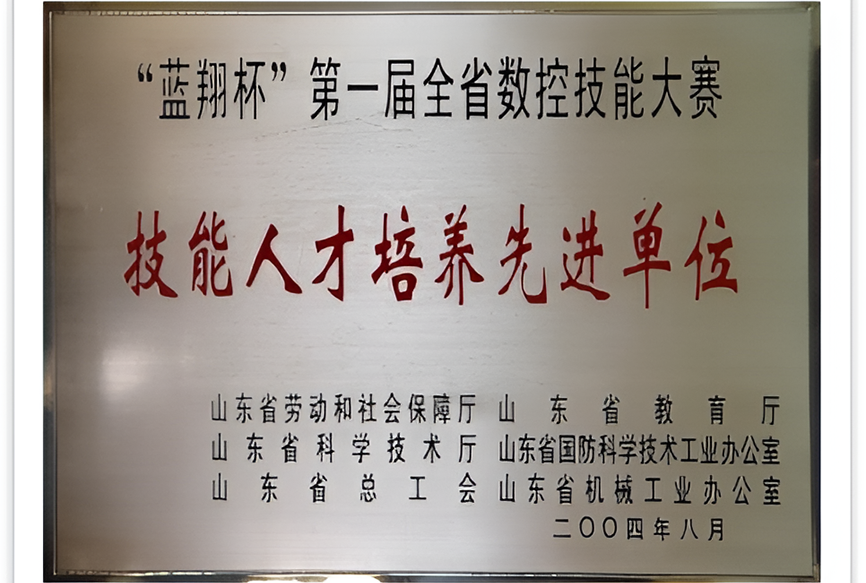 “蓝翔杯”第一届全省数控技能大赛
技能人才培养先进单位
山东省劳动和社会保障厅 山东省教育厅
山东省科学技术厅 山东省国防科学技术工业办公室
山东省总工会 山东省机械工业办公室
二〇〇四年八月